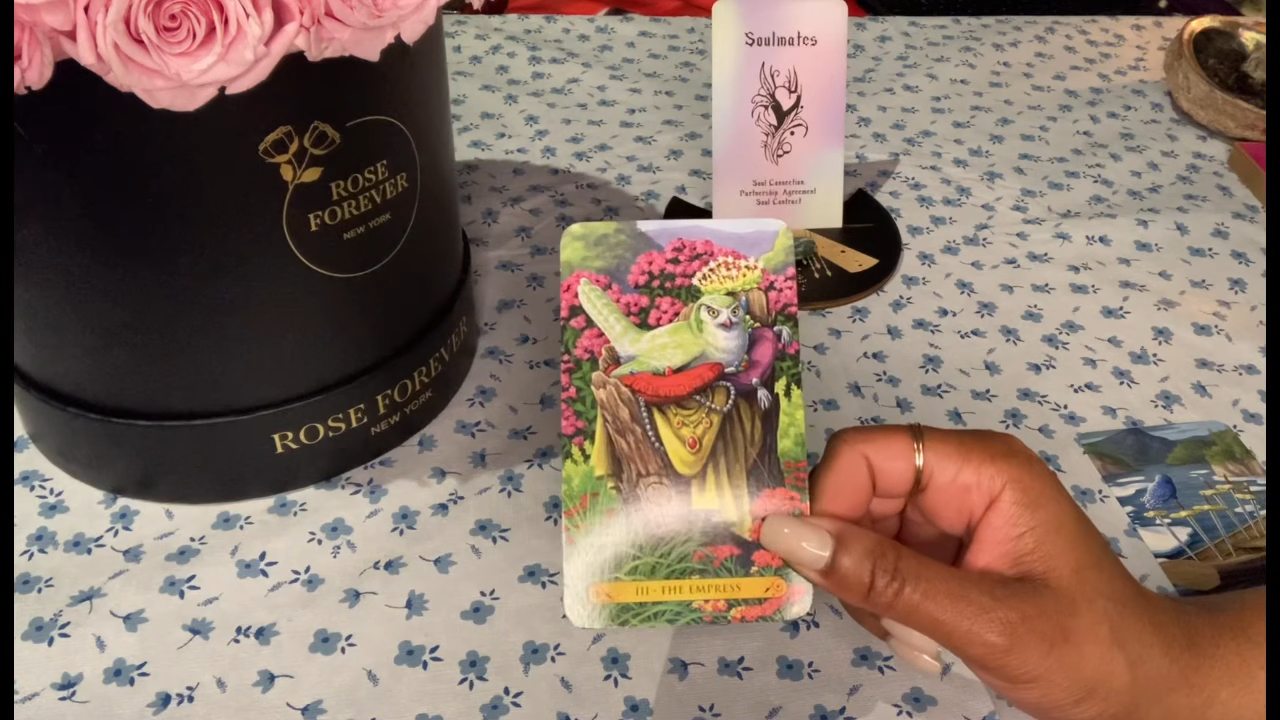 Soulmates
Soul Connection,
Partnership, Agreement
Soul Contract
ROSE
FOREVER
NEW YORK
ROSE FOREVER
NEW YORK
III - THE EMPRESS